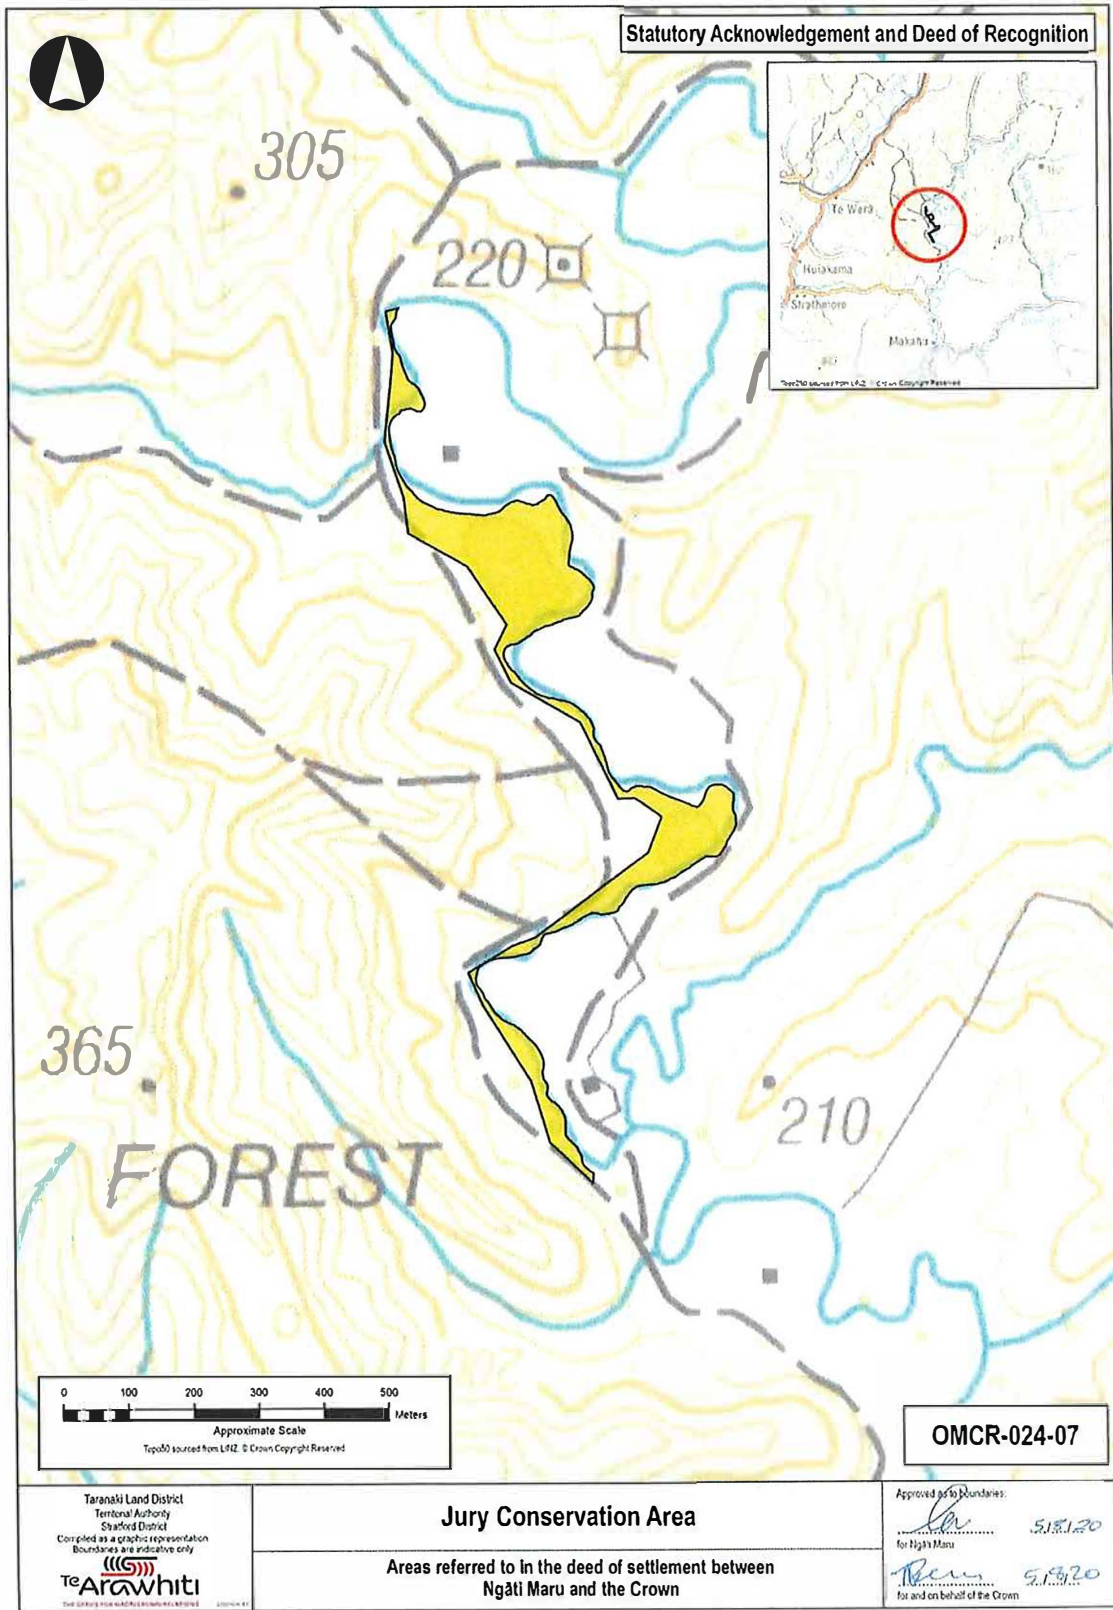 Statutory Acknowledgement and Deed of Recognition
305
220
Te Wera
Huiakama
Strathmore
Makahu
365
FOREST
210
0 100 200 300 400 500
Meters
Approximate Scale
Topo50 sourced from LINZ. © Crown Copyright Reserved
OMCR-024-07
Taranaki Land District
Territorial Authority
Stratford District
Compiled as a graphic representation
Boundaries are indicative only
Te Arawhiti
Jury Conservation Area
Areas referred to in the deed of settlement between
Ngāti Maru and the Crown
Approved as to boundaries:
5/8/20
for Ngāti Maru
5/8/20
for and on behalf of the Crown